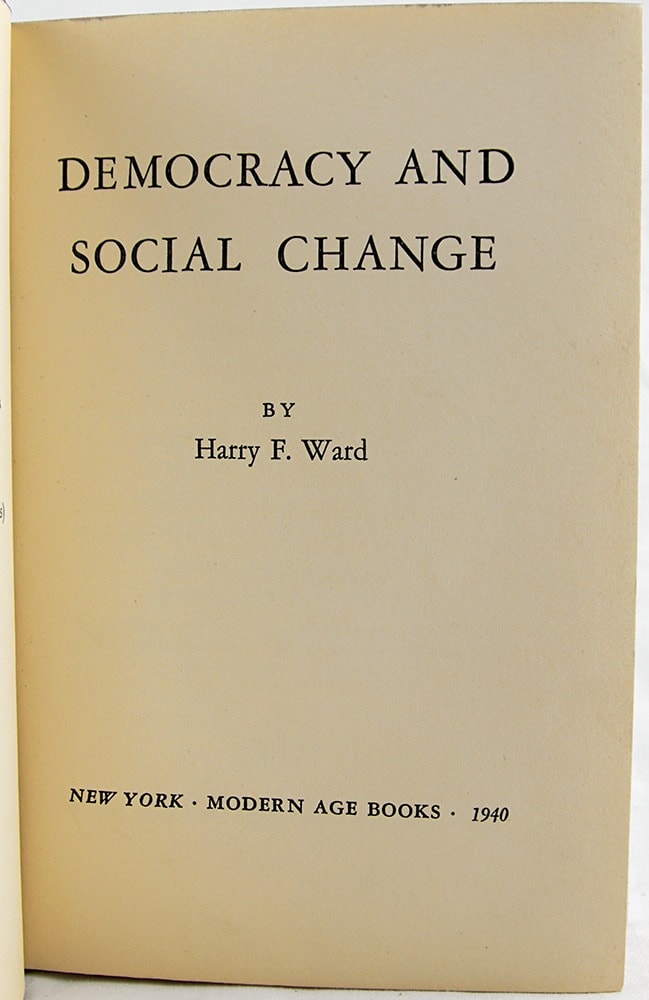 DEMOCRACY AND
SOCIAL CHANGE
BY
Harry F. Ward
NEW YORK · MODERN AGE BOOKS · 1940